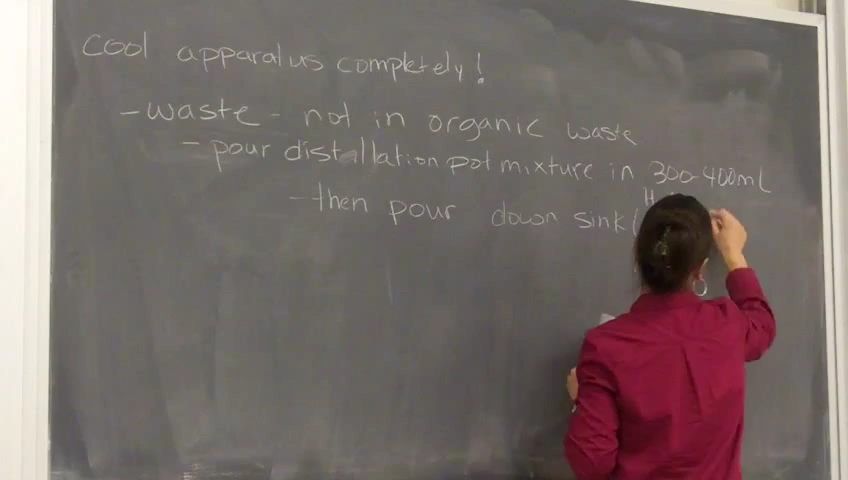 cool apparatus completely!
- waste - not in organic waste
- pour distillation pot mixture in 300-400mL
- then pour down sink (